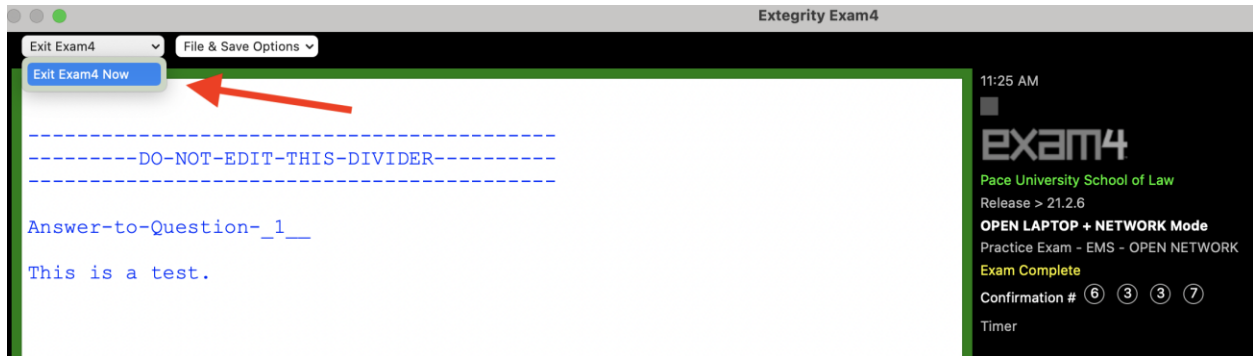 Extegrity Exam4
Exit Exam4 File & Save Options
Exit Exam4 Now
------------------------------------------
---------DO-NOT-EDIT-THIS-DIVIDER----------
------------------------------------------
Answer-to-Question-_1__
This is a test.
11:25 AM
exam4
Pace University School of Law
Release > 21.2.6
OPEN LAPTOP + NETWORK Mode
Practice Exam - EMS - OPEN NETWORK
Exam Complete
Confirmation # 6 3 3 7
Timer